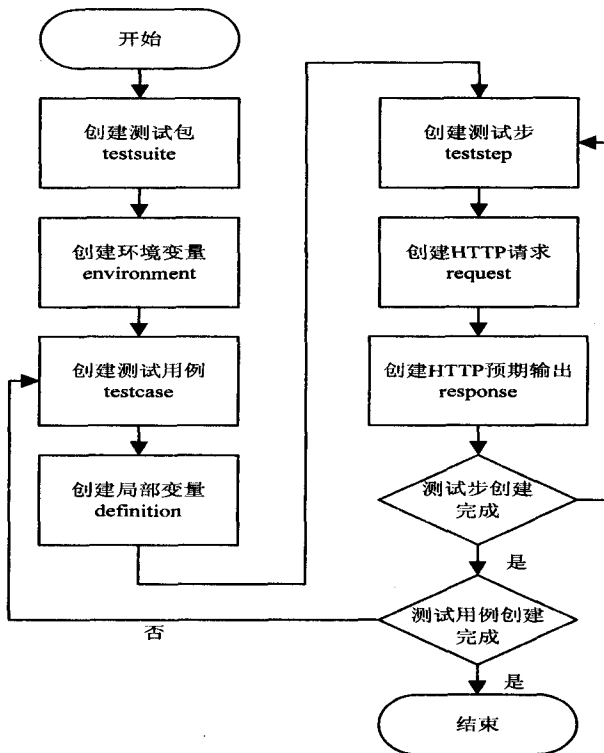 开始
创建测试包
testsuite
创建环境变量
environment
创建测试用例
testcase
创建局部变量
definition
创建测试步
teststep
创建HTTP请求
request
创建HTTP预期输出
response
测试步创建
完成
是
测试用例创建
完成
否
是
结束